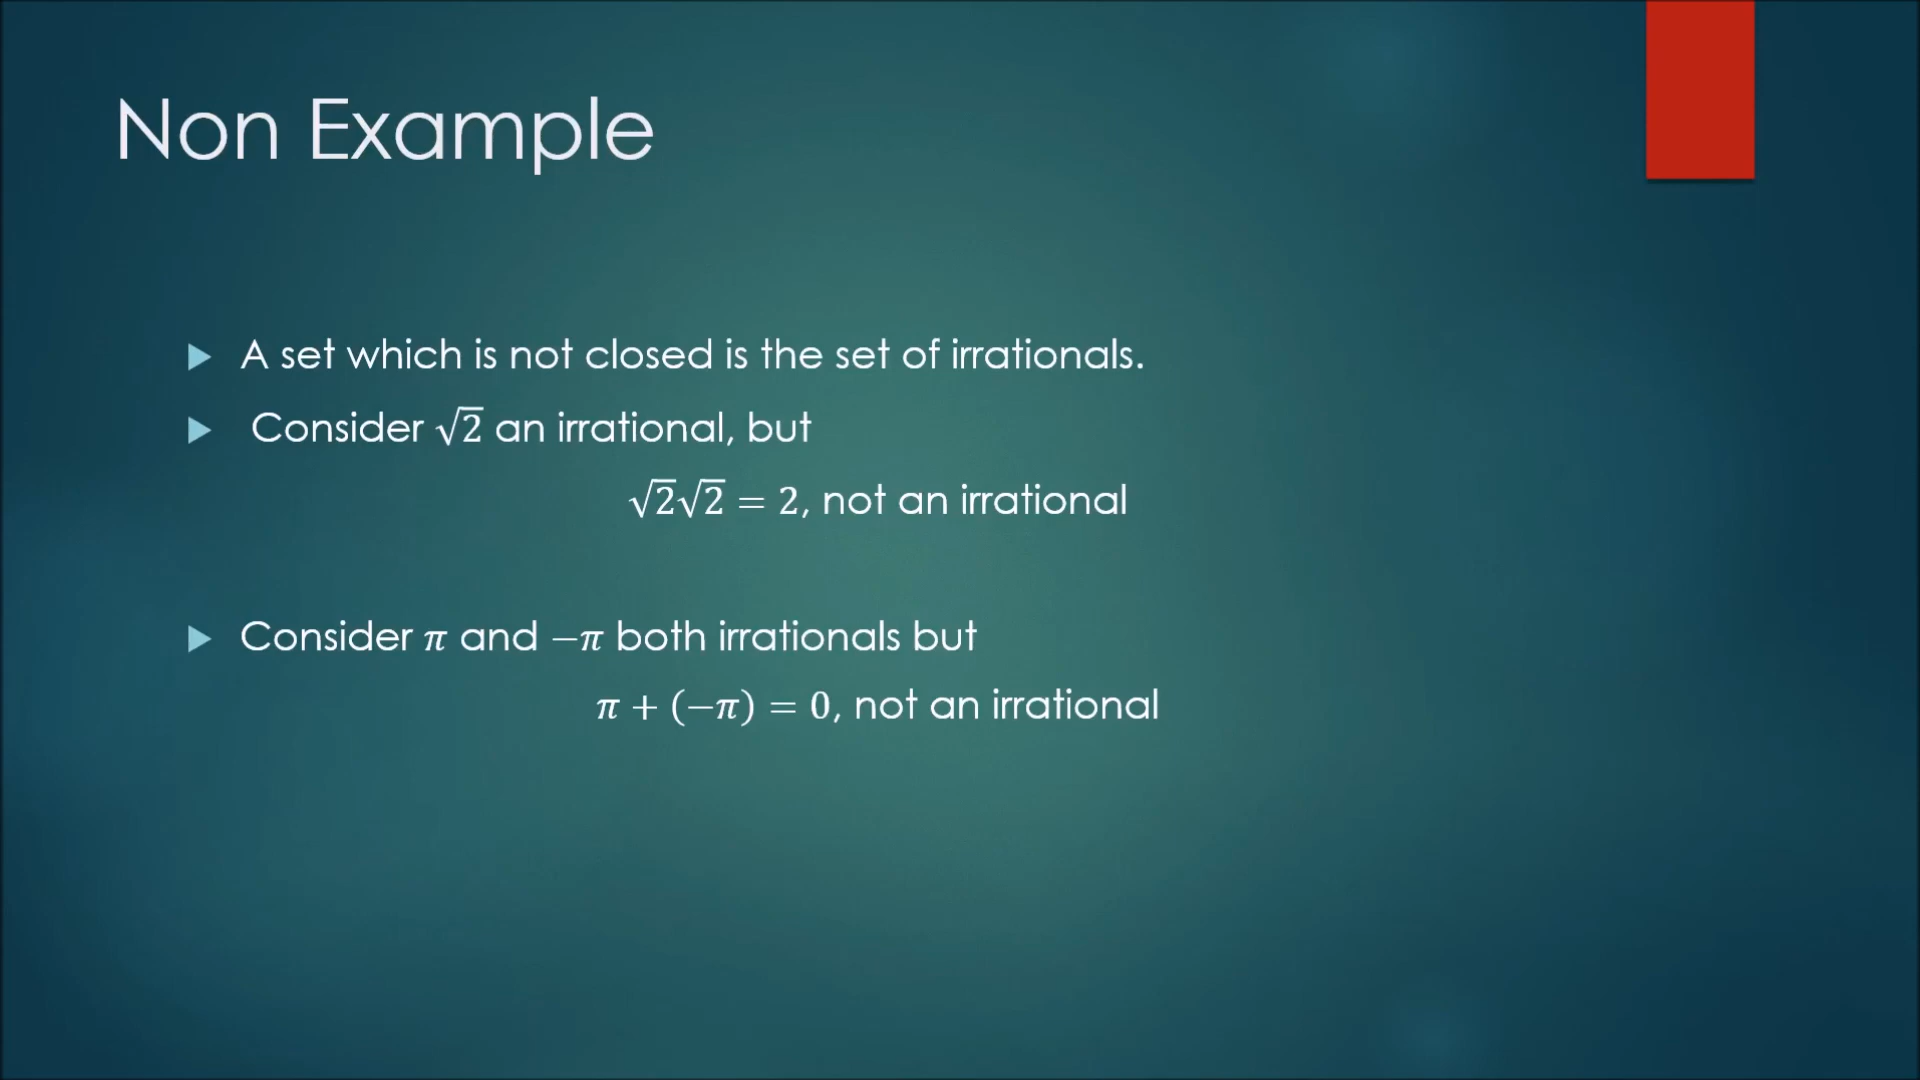 Non Example
A set which is not closed is the set of irrationals.
Consider √2 an irrational, but
√2√2 = 2, not an irrational
Consider π and −π both irrationals but
π + (−π) = 0, not an irrational